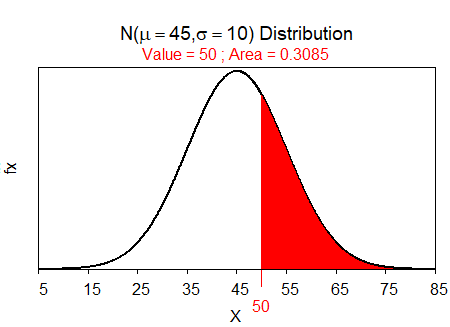 N(μ = 45,σ = 10) Distribution
Value = 50 ; Area = 0.3085
fx
5 15 25 35 45 55 65 75 85
50
X